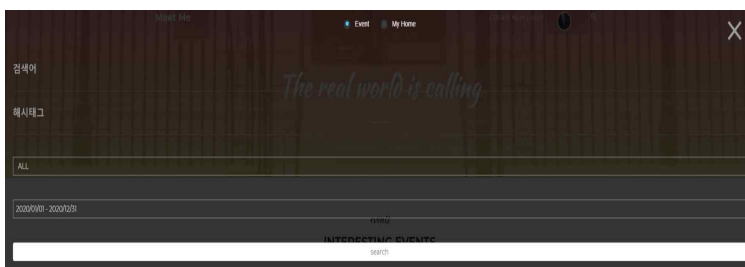 Meet Me
Event My Home
X
검색어
The real world is calling
해시태그
ALL
2020/01/01 - 2020/12/31
INTERESTING EVENTS
search